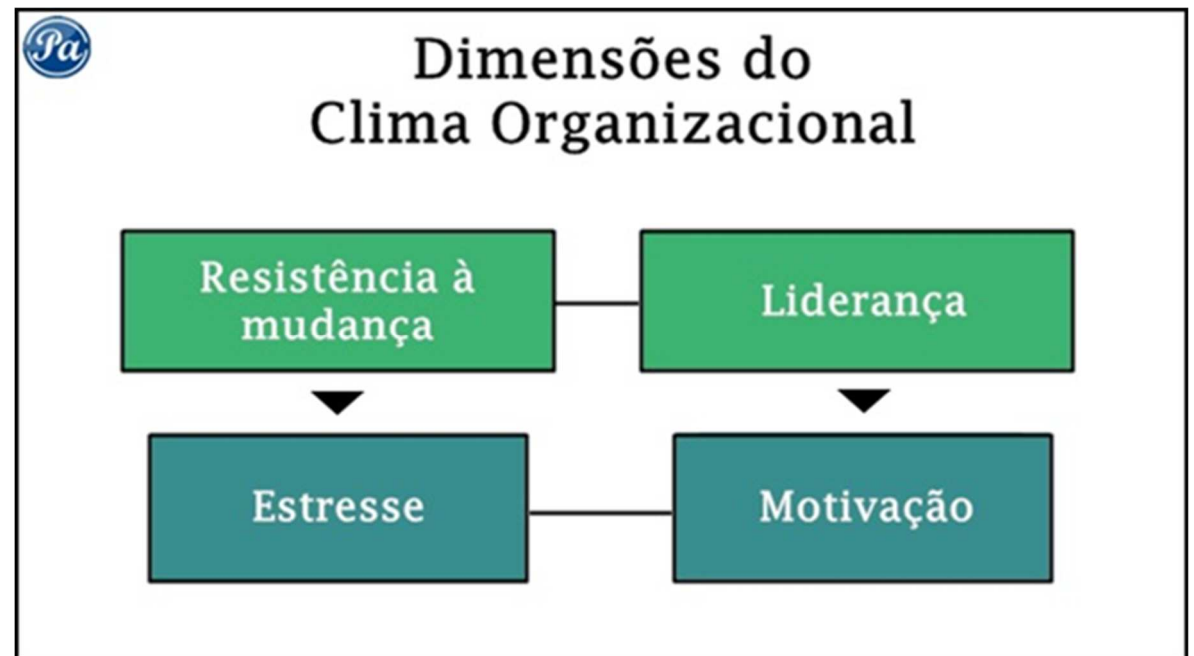 Pa
Dimensões do
Clima Organizacional
Resistência à
mudança
Liderança
Estresse
Motivação